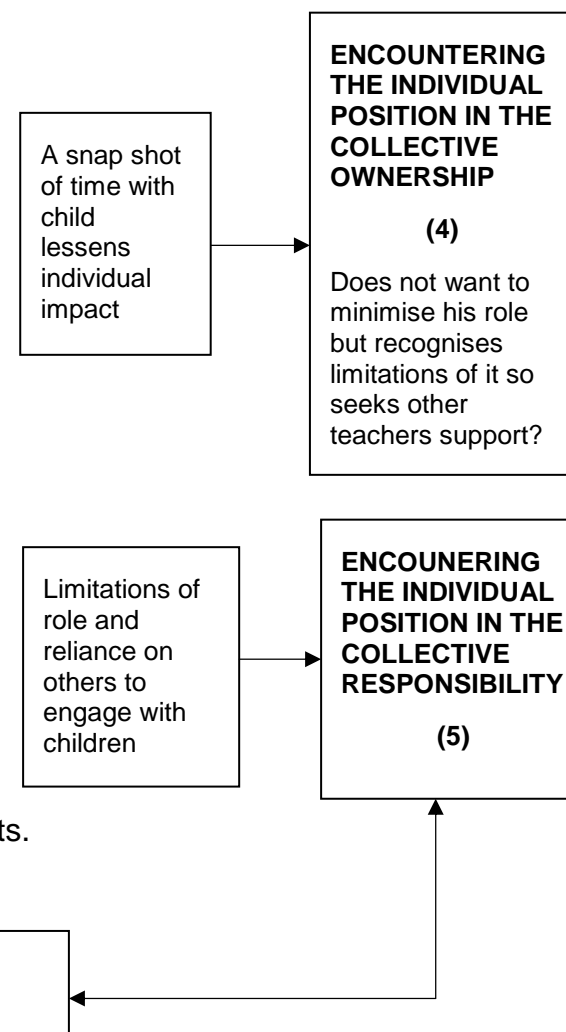 A snap shot
of time with
child
lessens
individual
impact
ENCOUNTERING
THE INDIVIDUAL
POSITION IN THE
COLLECTIVE
OWNERSHIP
(4)
Does not want to
minimise his role
but recognises
limitations of it so
seeks other
teachers support?
Limitations of
role and
reliance on
others to
engage with
children
ENCOUNERING
THE INDIVIDUAL
POSITION IN THE
COLLECTIVE
RESPONSIBILITY
(5)
ts.